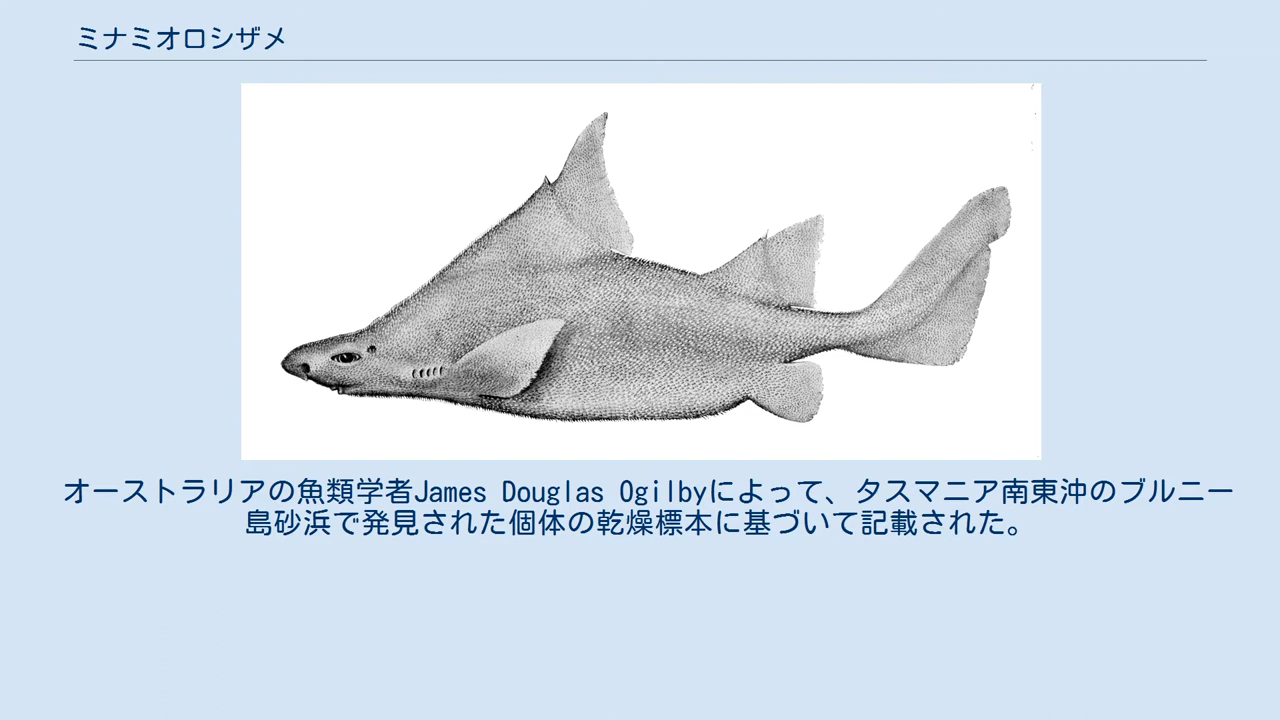 ミナミオロシザメ
オーストラリアの魚類学者James Douglas Ogilbyによって、タスマニア南東沖のブルニー
島砂浜で発見された個体の乾燥標本に基づいて記載された。